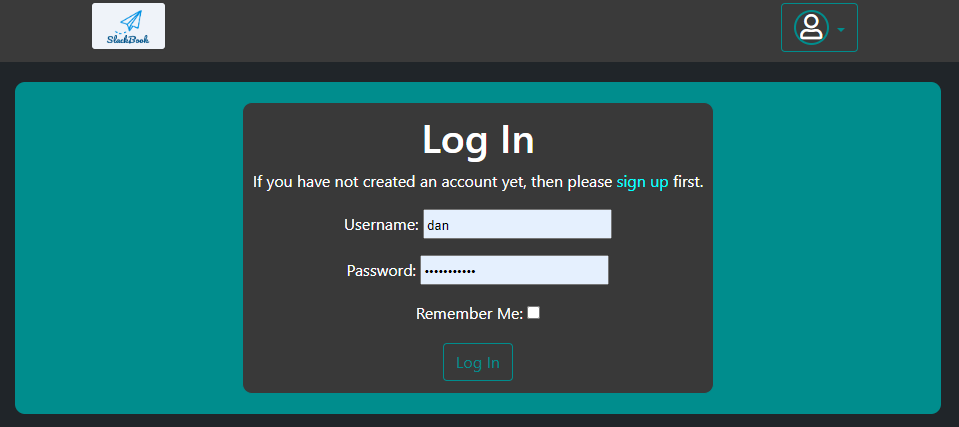 SlackBook
Log In
If you have not created an account yet, then please sign up first.
Username: dan
Password: •••••••••••
Remember Me:
Log In